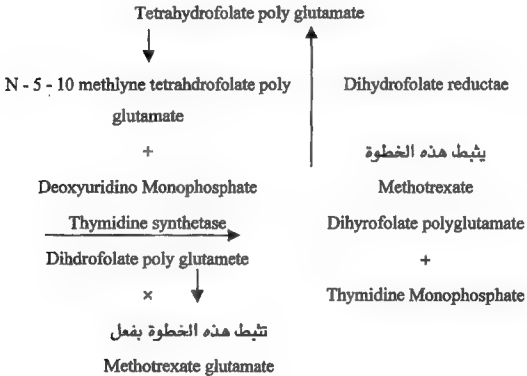 Tetrahydrofolate poly glutamate
N - 5 - 10 methlyne tetrahdrofolate poly
glutamate
+
Deoxyuridino Monophosphate
Thymidine synthetase
Dihdrofolate poly glutamete
×
تثبط هذه الخطوة بفعل
Methotrexate glutamate
Dihydrofolate reductae
يثبط هذه الخطوة
Methotrexate
Dihyrofolate polyglutamate
+
Thymidine Monophosphate